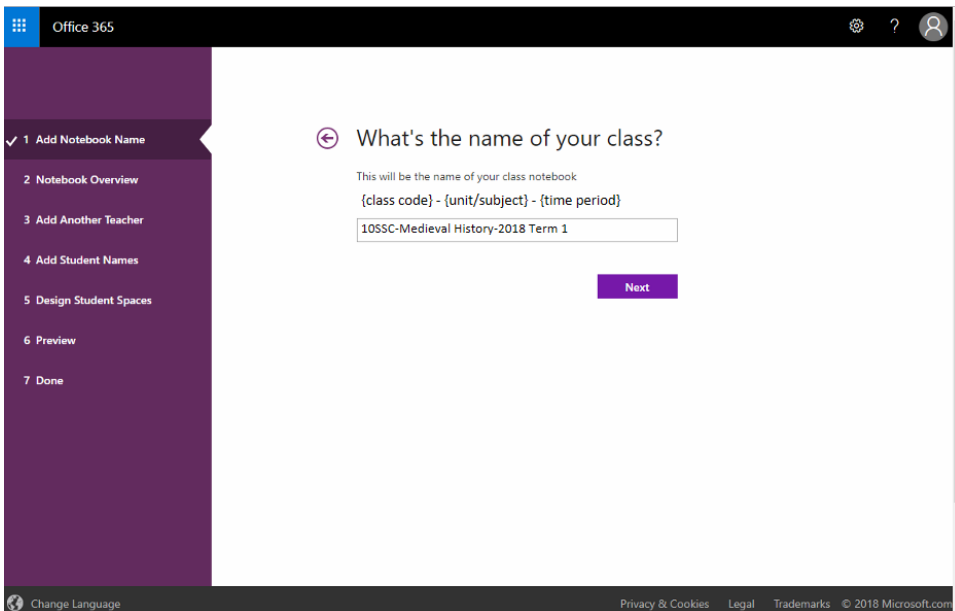 Office 365
?
1 Add Notebook Name
2 Notebook Overview
3 Add Another Teacher
4 Add Student Names
5 Design Student Spaces
6 Preview
7 Done
What's the name of your class?
This will be the name of your class notebook
{class code} - {unit/subject} - {time period}
10SSC-Medieval History-2018 Term 1
Next
Change Language
Privacy & Cookies Legal Trademarks © 2018 Microsoft.com